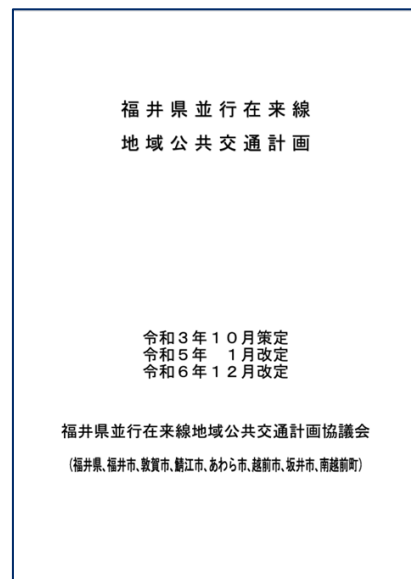 福井県並行在来線
地域公共交通計画
令和３年１０月策定
令和５年　１月改定
令和６年１２月改定
福井県並行在来線地域公共交通計画協議会
（福井県、福井市、敦賀市、鯖江市、あわら市、越前市、坂井市、南越前町）